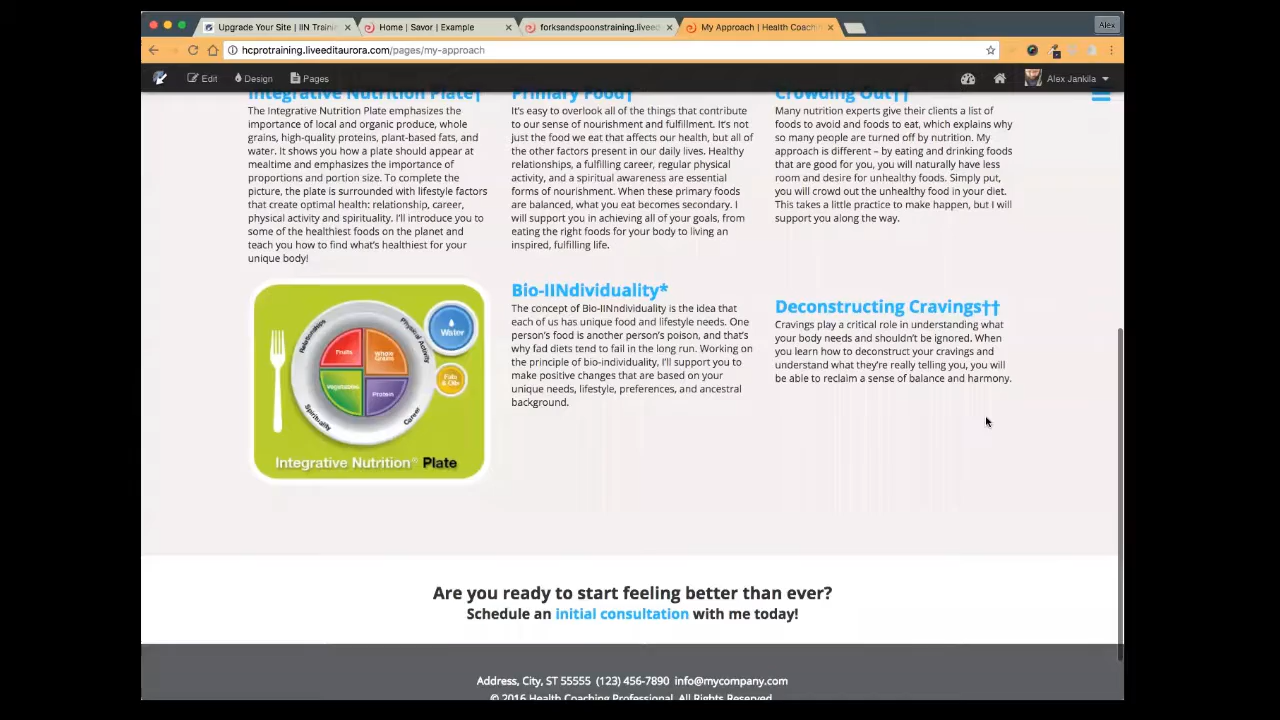 Upgrade Your Site | IIN Traini
Home | Savor | Example
forksandspoonstraining.liveed
My Approach | Health Coachi
Alex
hcprotraining.liveeditaurora.com/pages/my-approach
Edit
Design
Pages
Alex Jankila
Integrative Nutrition Plate†
The Integrative Nutrition Plate emphasizes the
importance of local and organic produce, whole
grains, high-quality proteins, plant-based fats, and
water. It shows you how a plate should appear at
mealtime and emphasizes the importance of
proportions and portion size. To complete the
picture, the plate is surrounded with lifestyle factors
that create optimal health: relationship, career,
physical activity and spirituality. I'll introduce you to
some of the healthiest foods on the planet and
teach you how to find what's healthiest for your
unique body!
Primary Food†
It's easy to overlook all of the things that contribute
to our sense of nourishment and fulfillment. It's not
just the food we eat that affects our health, but all of
the other factors present in our daily lives. Healthy
relationships, a fulfilling career, regular physical
activity, and a spiritual awareness are essential
forms of nourishment. When these primary foods
are balanced, what you eat becomes secondary. I
will support you in achieving all of your goals, from
eating the right foods for your body to living an
inspired, fulfilling life.
Crowding Out††
Many nutrition experts give their clients a list of
foods to avoid and foods to eat, which explains why
so many people are turned off by nutrition. My
approach is different – by eating and drinking foods
that are good for you, you will naturally have less
room and desire for unhealthy foods. Simply put,
you will crowd out the unhealthy food in your diet.
This takes a little practice to make happen, but I will
support you along the way.
Relationships
Physical Activity
Water
Fruits
Whole
Grains
Fats
& Oils
Vegetables
Protein
Spirituality
Career
Integrative Nutrition® Plate
Bio-IINdividuality*
The concept of Bio-IINdividuality is the idea that
each of us has unique food and lifestyle needs. One
person's food is another person's poison, and that's
why fad diets tend to fail in the long run. Working on
the principle of bio-individuality, I'll support you to
make positive changes that are based on your
unique needs, lifestyle, preferences, and ancestral
background.
Deconstructing Cravings††
Cravings play a critical role in understanding what
your body needs and shouldn't be ignored. When
you learn how to deconstruct your cravings and
understand what they're really telling you, you will
be able to reclaim a sense of balance and harmony.
Are you ready to start feeling better than ever?
Schedule an initial consultation with me today!
Address, City, ST 55555 (123) 456-7890 info@mycompany.com
© 2016 Health Coaching Professional. All Rights Reserved